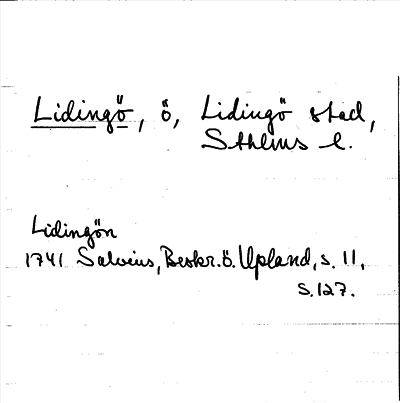 Lidingö, ö, Lidingö stad,
Sthlms l.
Lidingön
1741 Salvius, Beskr. ö. Upland, s. 11,
s. 127.